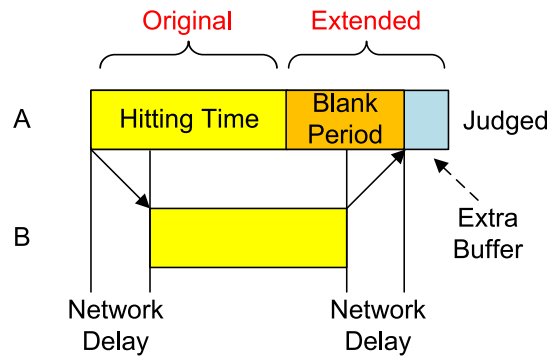 Original
Extended
A
Hitting Time
Blank
Period
Judged
B
Extra
Buffer
Network
Delay
Network
Delay